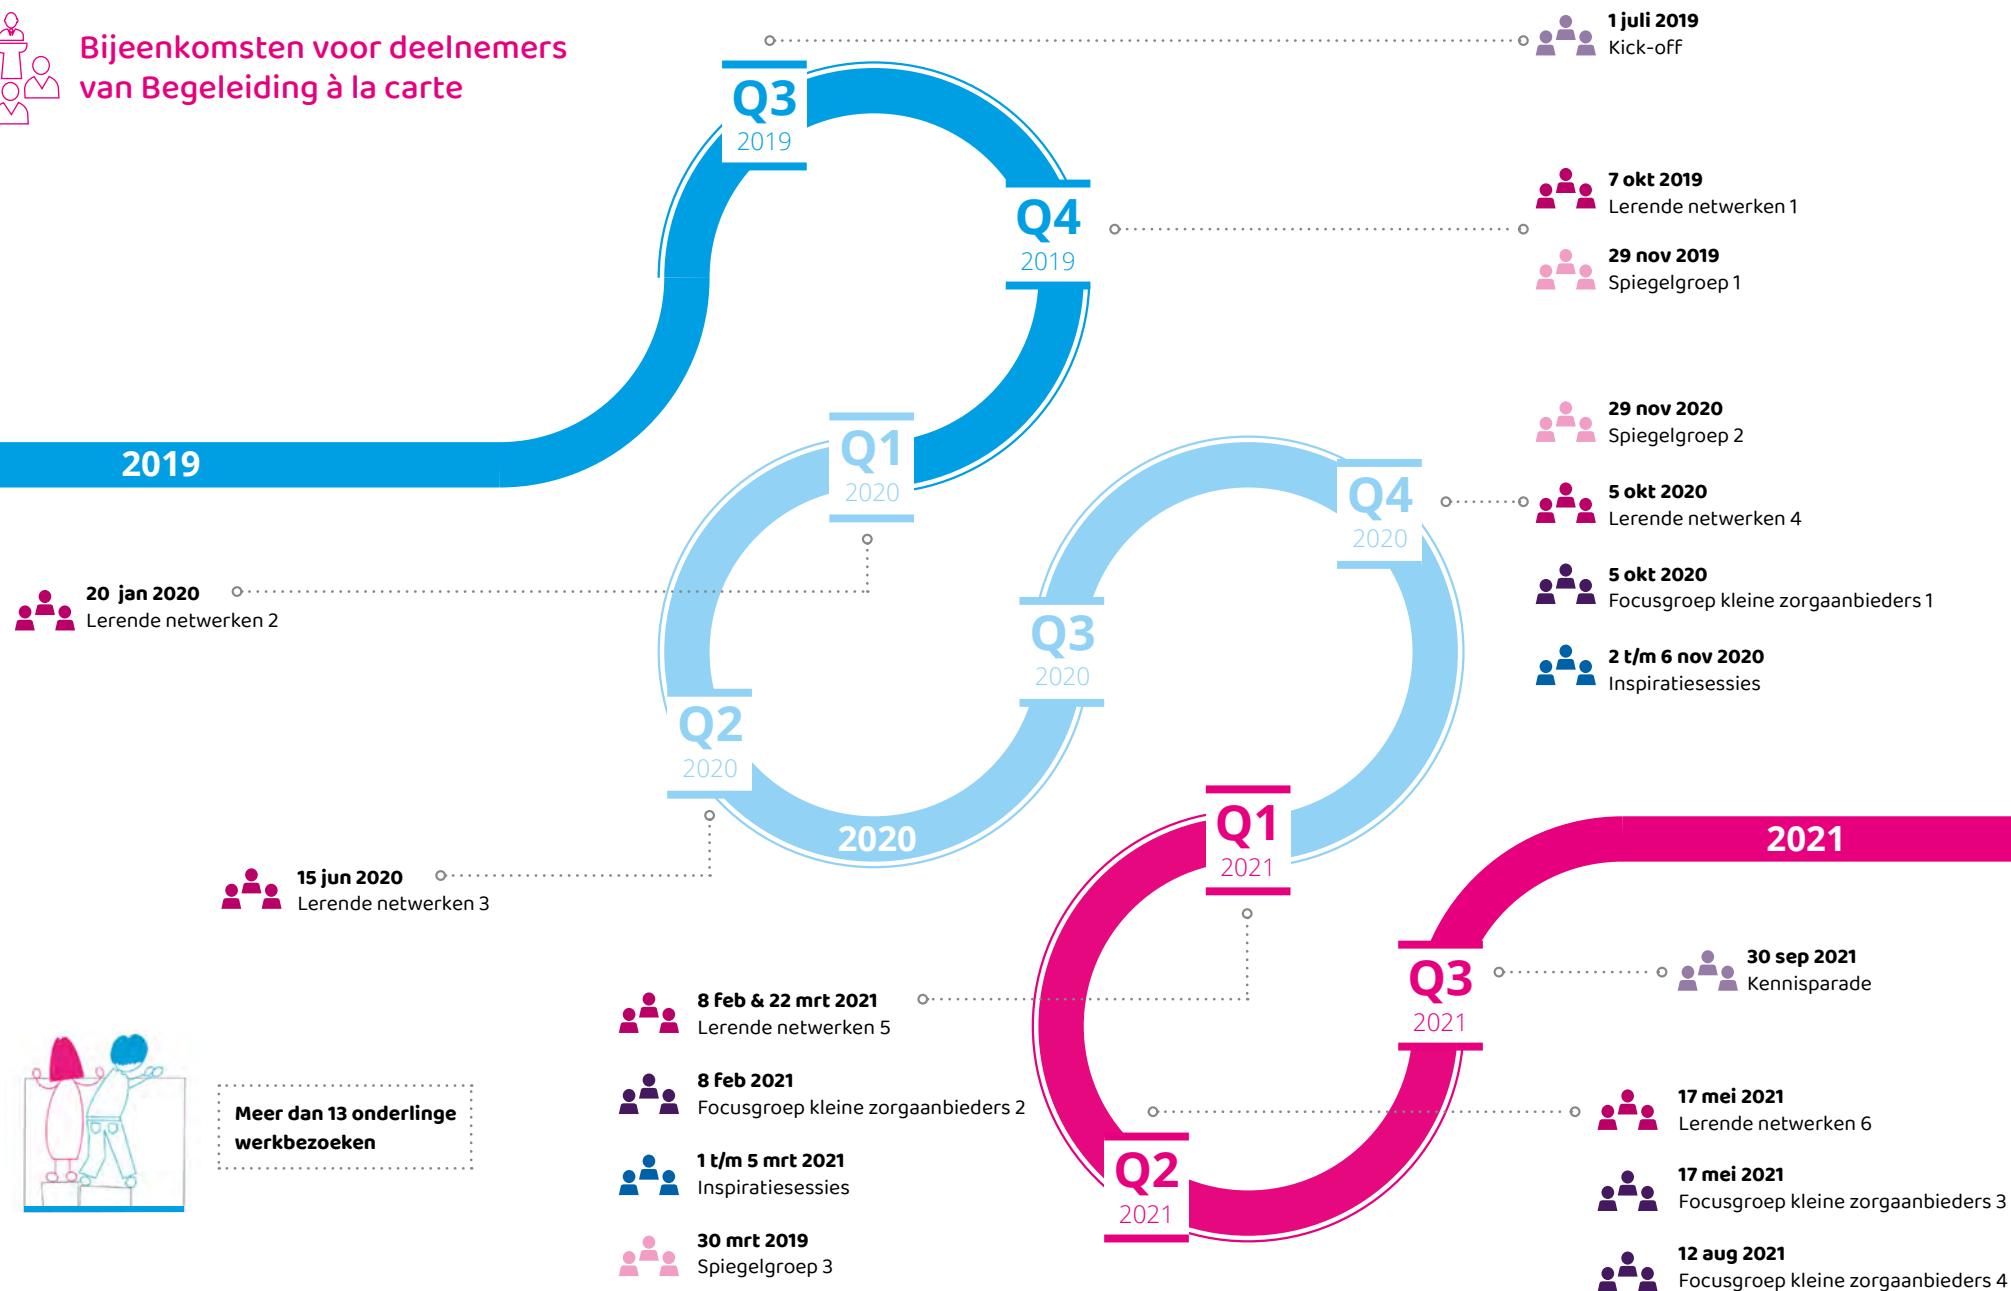 Bijeenkomsten voor deelnemers
van Begeleiding à la carte
1 juli 2019
Kick-off
Q3
2019
Q4
2019
7 okt 2019
Lerende netwerken 1
29 nov 2019
Spiegelgroep 1
2019
Q1
2020
20 jan 2020
Lerende netwerken 2
Q4
2020
29 nov 2020
Spiegelgroep 2
5 okt 2020
Lerende netwerken 4
5 okt 2020
Focusgroep kleine zorgaanbieders 1
2 t/m 6 nov 2020
Inspiratiesessies
Q3
2020
Q2
2020
2020
15 jun 2020
Lerende netwerken 3
Q1
2021
2021
8 feb & 22 mrt 2021
Lerende netwerken 5
8 feb 2021
Focusgroep kleine zorgaanbieders 2
1 t/m 5 mrt 2021
Inspiratiesessies
30 mrt 2019
Spiegelgroep 3
Q3
2021
30 sep 2021
Kennisparade
Q2
2021
17 mei 2021
Lerende netwerken 6
17 mei 2021
Focusgroep kleine zorgaanbieders 3
12 aug 2021
Focusgroep kleine zorgaanbieders 4
Meer dan 13 onderlinge
werkbezoeken